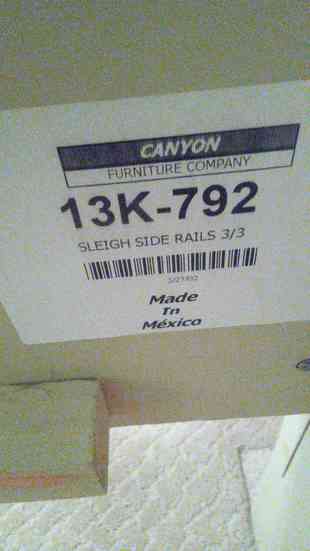 CANYON
FURNITURE COMPANY
13K-792
SLEIGH SIDE RAILS 3/3
Made
In
México